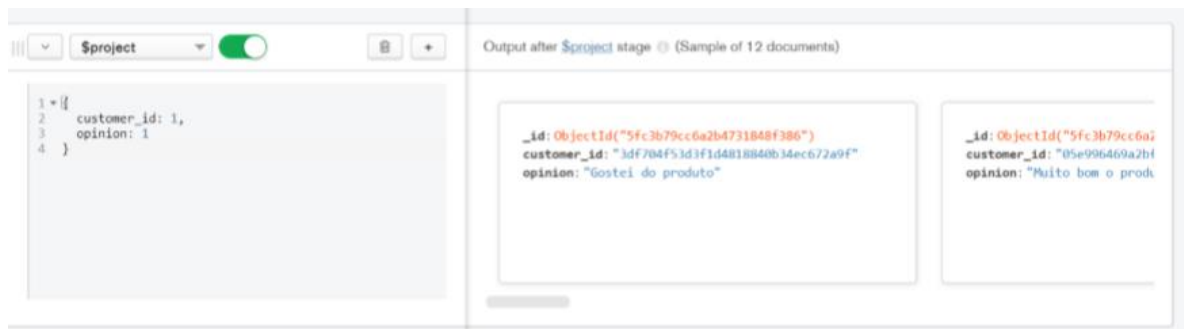 $project
+
Output after $project stage (Sample of 12 documents)
1 {
2 customer_id: 1,
3 opinion: 1
4 }
_id: ObjectId("5fc3b79cc6a2b4731848f386")
customer_id: "3df704f53d3f1d4818840b34ec672a9f"
opinion: "Gostei do produto"
_id: ObjectId("5fc3b79cc6a2
customer_id: "05e996469a2bf
opinion: "Muito bom o produ